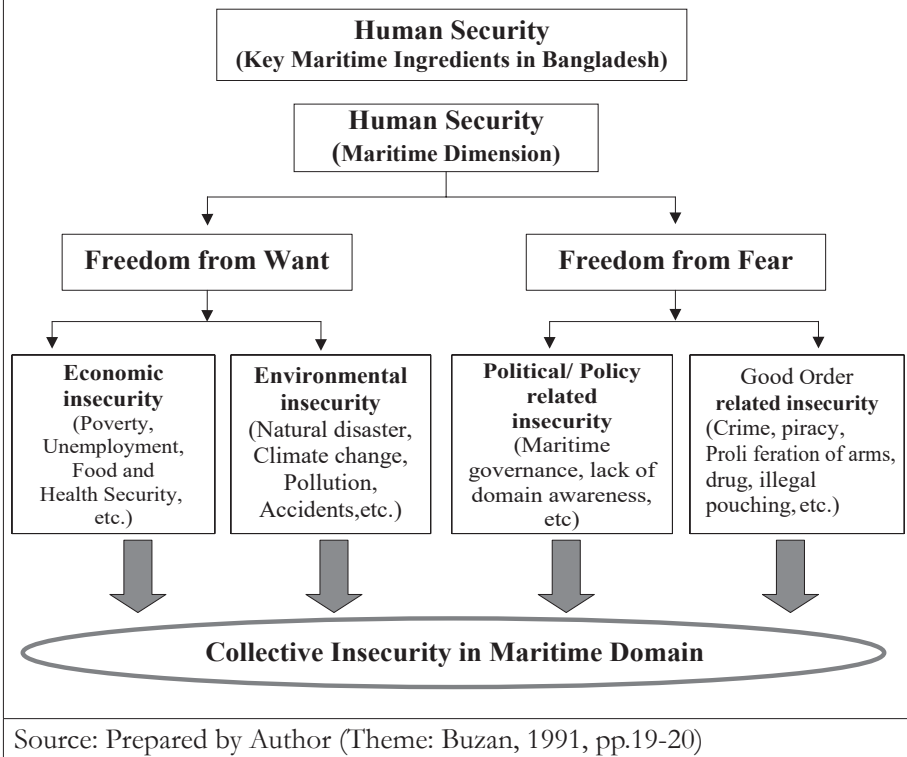 Human Security
(Key Maritime Ingredients in Bangladesh)
Human Security
(Maritime Dimension)
Freedom from Want
Freedom from Fear
Economic
insecurity
(Poverty,
Unemployment,
Food and
Health Security,
etc.)
Environmental
insecurity
(Natural disaster,
Climate change,
Pollution,
Accidents,etc.)
Political/ Policy
related
insecurity
(Maritime
governance, lack of
domain awareness,
etc)
Good Order
related insecurity
(Crime, piracy,
Proli feration of arms,
drug, illegal
pouching, etc.)
Collective Insecurity in Maritime Domain
Source: Prepared by Author (Theme: Buzan, 1991, pp.19-20)